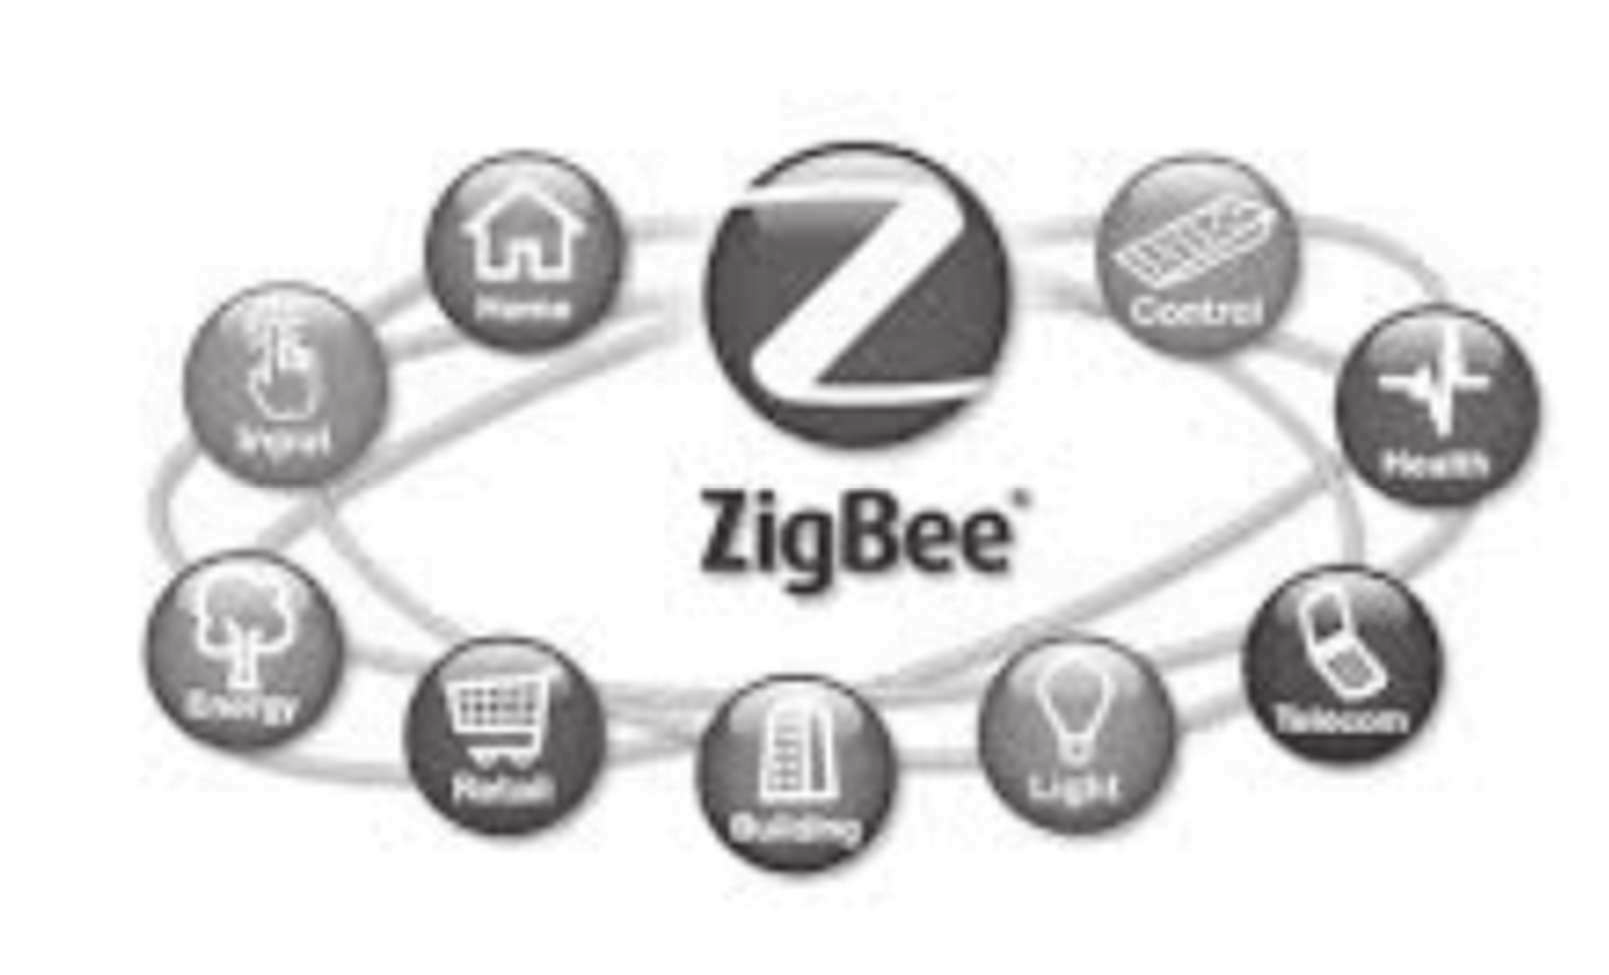 Home
Control
Input
Health
ZigBee®
Energy
Telecom
Retail
Light
Building